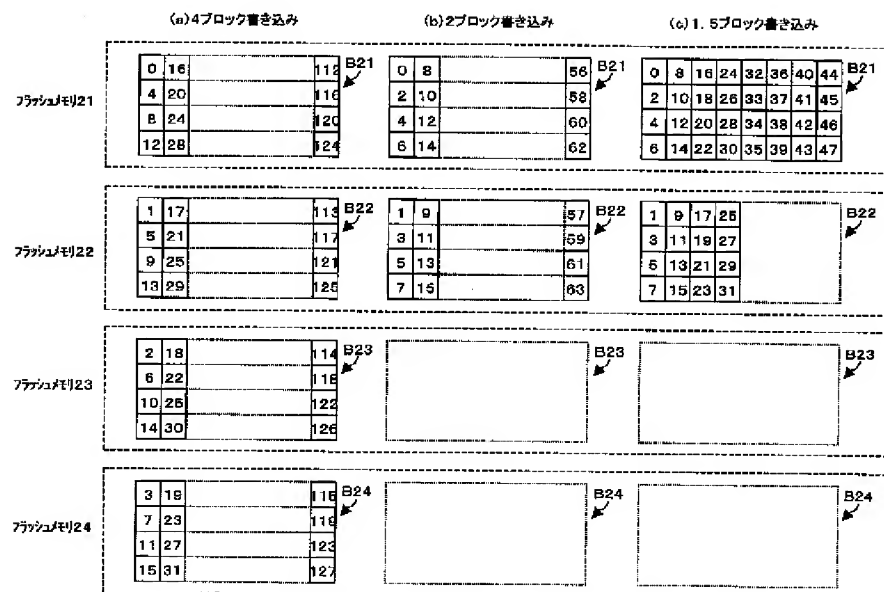 (a)4ブロック書き込み (b)2ブロック書き込み (c)1.5ブロック書き込み
フラッシュメモリ21
0 16 112 B21
4 20 116
8 24 120
12 28 124
0 8 56 B21
2 10 58
4 12 60
6 14 62
0 8 16 24 32 36 40 44 B21
2 10 18 26 33 37 41 45
4 12 20 28 34 38 42 46
6 14 22 30 35 39 43 47
フラッシュメモリ22
1 17 113 B22
5 21 117
9 25 121
13 29 125
1 9 57 B22
3 11 59
5 13 61
7 15 63
1 9 17 25 B22
3 11 19 27
5 13 21 29
7 15 23 31
フラッシュメモリ23
2 18 114 B23
6 22 118
10 26 122
14 30 126
B23
B23
フラッシュメモリ24
3 19 115 B24
7 23 119
11 27 123
15 31 127
B24
B24